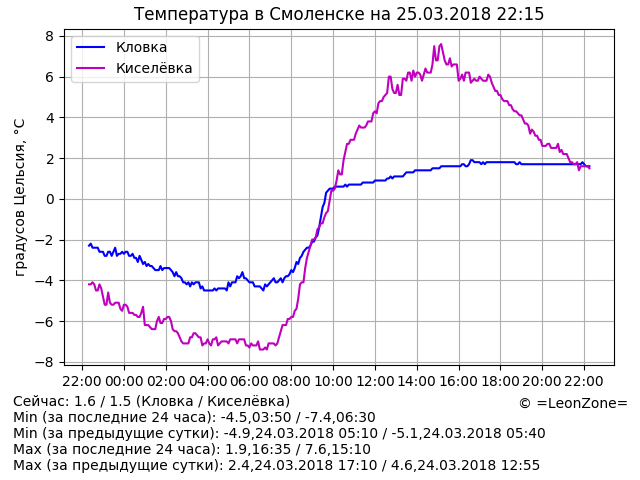 Температура в Смоленске на 25.03.2018 22:15
Кловка
Киселёвка
градусов Цельсия, °C
8
6
4
2
0
−2
−4
−6
−8
22:00 00:00 02:00 04:00 06:00 08:00 10:00 12:00 14:00 16:00 18:00 20:00 22:00
Сейчас: 1.6 / 1.5 (Кловка / Киселёвка)
© =LeonZone=
Min (за последние 24 часа): -4.5,03:50 / -7.4,06:30
Min (за предыдущие сутки): -4.9,24.03.2018 05:10 / -5.1,24.03.2018 05:40
Max (за последние 24 часа): 1.9,16:35 / 7.6,15:10
Max (за предыдущие сутки): 2.4,24.03.2018 17:10 / 4.6,24.03.2018 12:55